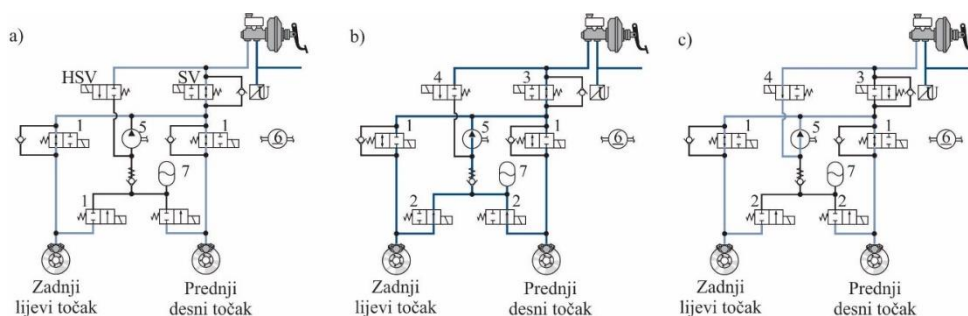 a)
HSV
SV
U
1
5
1
6
7
1
Zadnji
lijevi točak
Prednji
desni točak
b)
4
3
U
1
5
1
6
7
2
2
Zadnji
lijevi točak
Prednji
desni točak
c)
4
3
U
1
5
1
6
7
2
2
Zadnji
lijevi točak
Prednji
desni točak